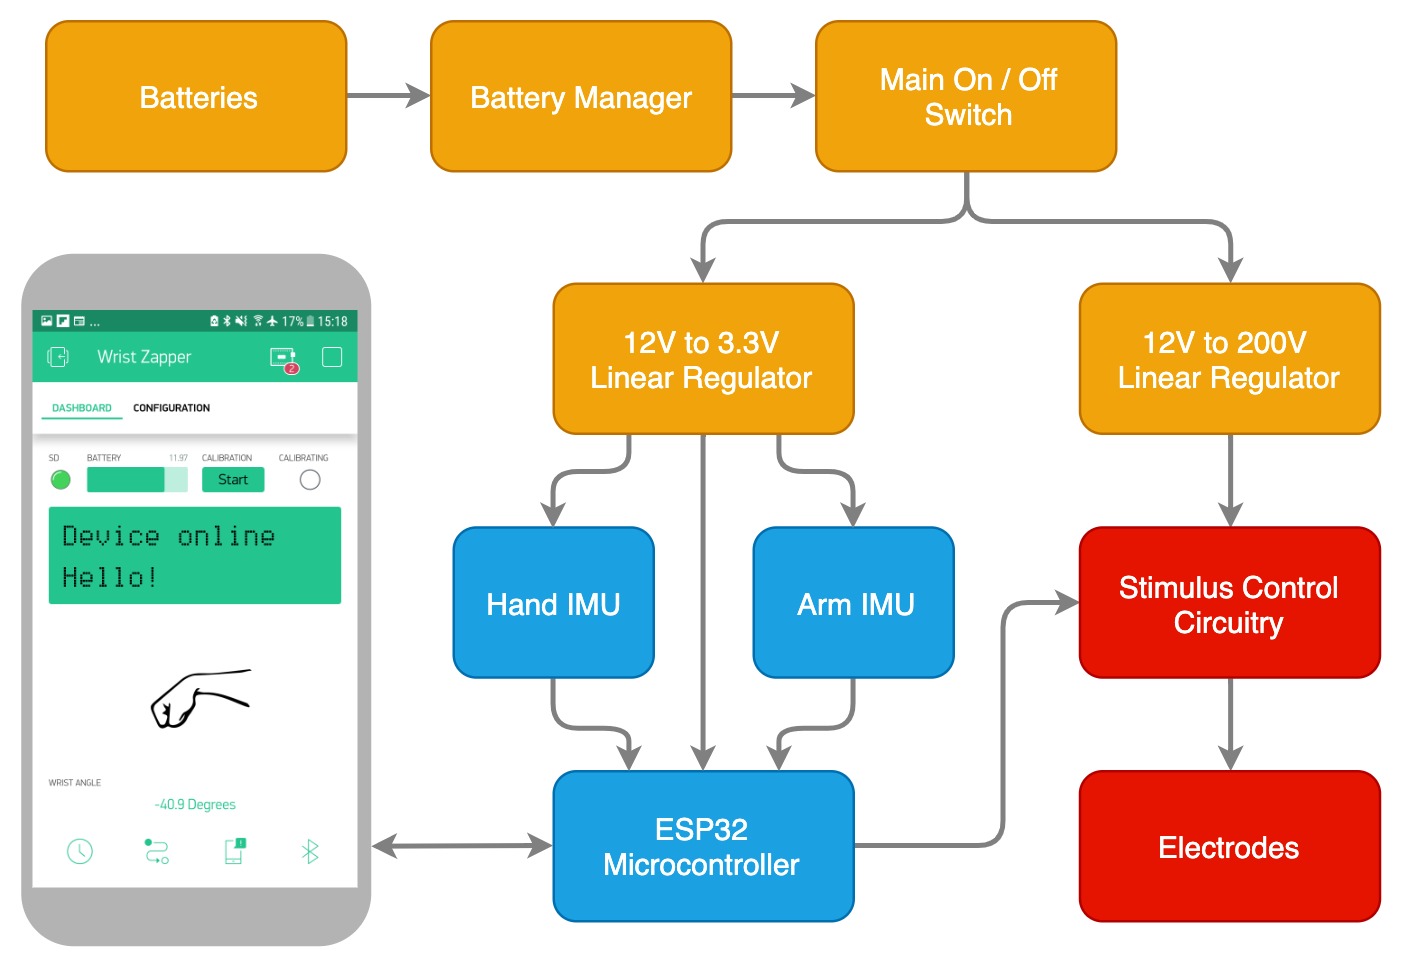 Batteries
Battery Manager
Main On / Off
Switch
12V to 3.3V
Linear Regulator
12V to 200V
Linear Regulator
... 17% 15:18
Wrist Zapper
2
DASHBOARD CONFIGURATION
SD BATTERY 11.97 CALIBRATION CALIBRATING
Start
Device online
Hello!
WRIST ANGLE
-40.9 Degrees
Hand IMU
Arm IMU
Stimulus Control
Circuitry
ESP32
Microcontroller
Electrodes